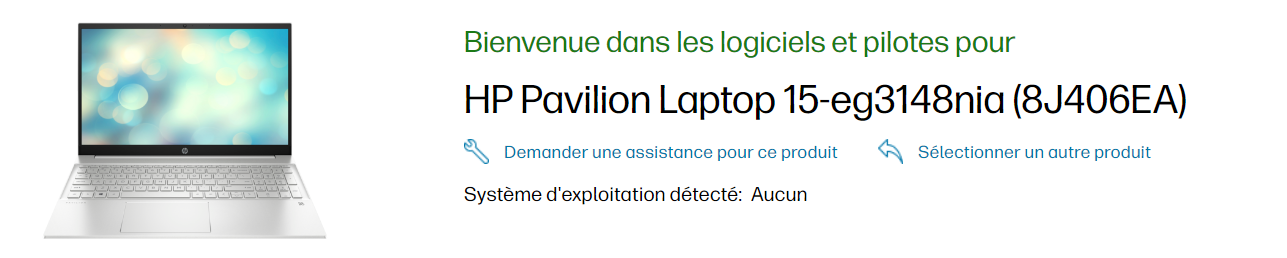 Bienvenue dans les logiciels et pilotes pour
HP Pavilion Laptop 15-eg3148nia (8J406EA)
Demander une assistance pour ce produit
Sélectionner un autre produit
Système d'exploitation détecté: Aucun